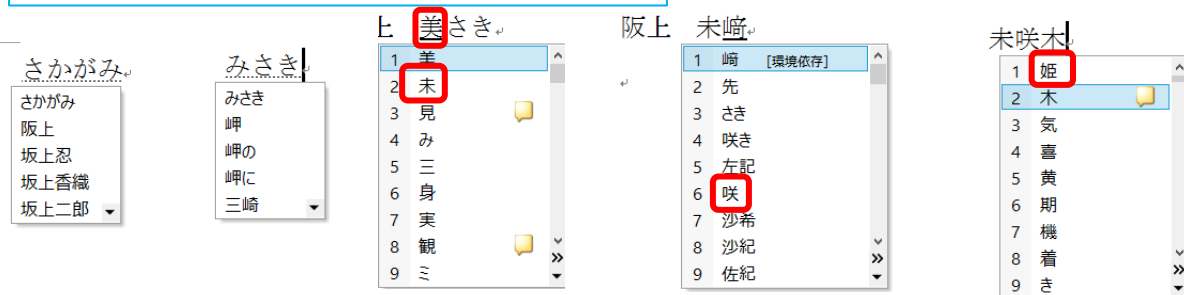 さかがみ
さかがみ
阪上
坂上忍
坂上香織
坂上二郎
みさき
みさき
岬
岬の
岬に
三崎
上 美さき
1 美
2 未
3 見
4 み
5 三
6 身
7 実
8 観
9 ミ
阪上 未﨑
1 﨑 [環境依存]
2 先
3 さき
4 咲き
5 左記
6 咲
7 沙希
8 沙紀
9 佐紀
未咲木
1 姫
2 木
3 気
4 喜
5 黄
6 期
7 機
8 着
9 き